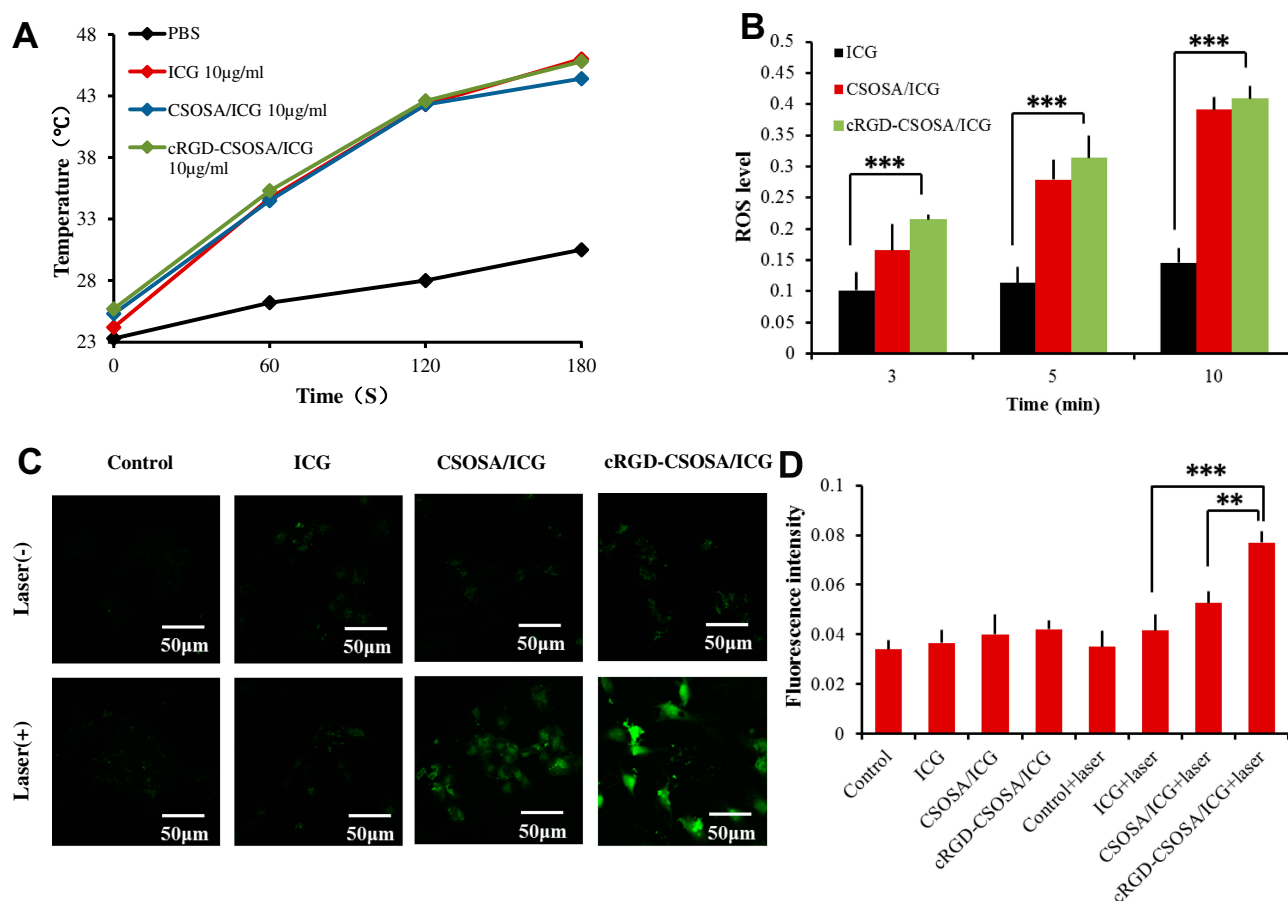 A
PBS
ICG 10μg/ml
CSOSA/ICG 10μg/ml
cRGD-CSOSA/ICG
10μg/ml
Temperature（℃）
48
43
38
33
28
23
0
60
120
180
Time（S）
B
ICG
CSOSA/ICG
cRGD-CSOSA/ICG
ROS level
0.5
0.45
0.4
0.35
0.3
0.25
0.2
0.15
0.1
0.05
0
***
***
***
3
5
10
Time (min)
C
Control
ICG
CSOSA/ICG
cRGD-CSOSA/ICG
Laser(-)
50μm
50μm
50μm
50μm
Laser(+)
50μm
50μm
50μm
50μm
D
Fluorescence intensity
0.1
0.08
0.06
0.04
0.02
0
***
**
Control
ICG
CSOSA/ICG
cRGD-CSOSA/ICG
Control+laser
ICG+laser
CSOSA/ICG+laser
cRGD-CSOSA/ICG+laser